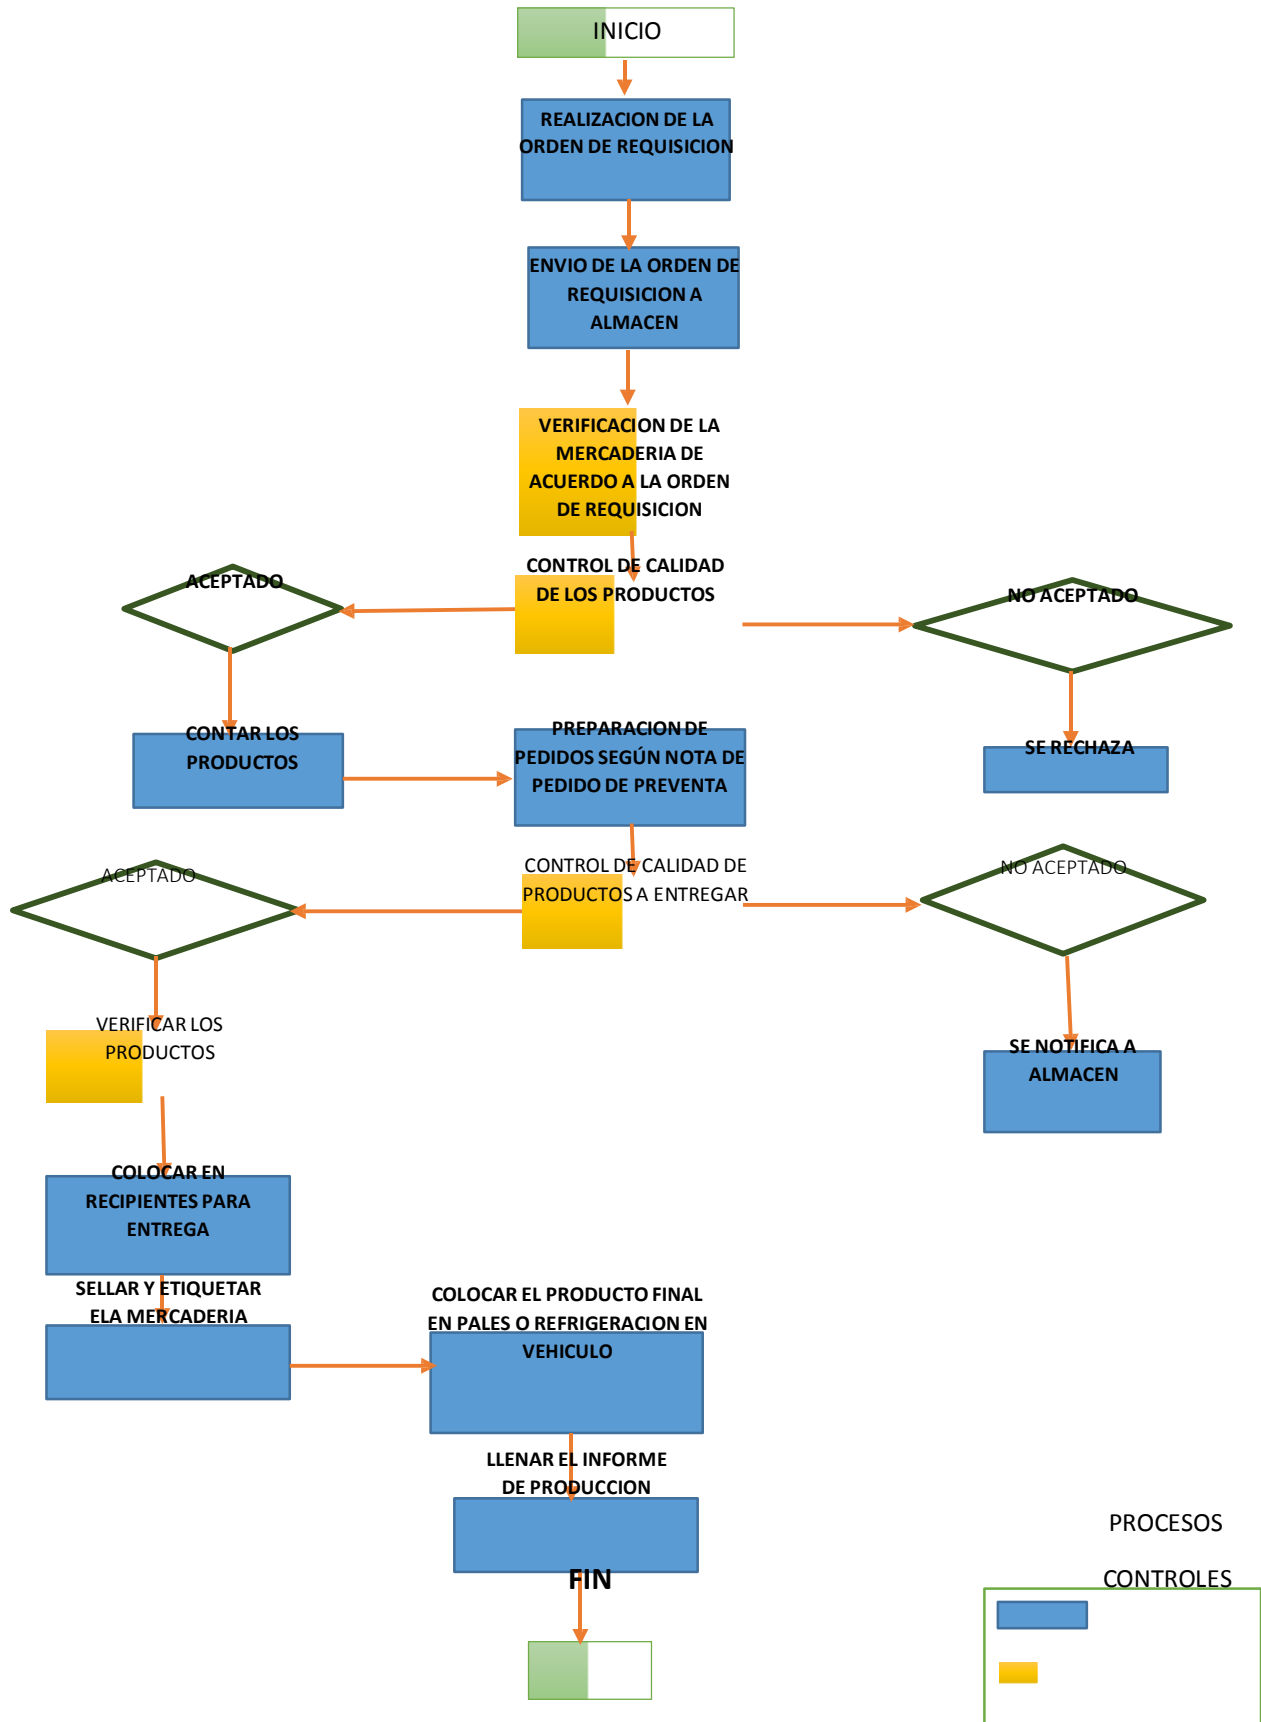 INICIO
REALIZACION DE LA
ORDEN DE REQUISICION
ENVIO DE LA ORDEN DE
REQUISICION A
ALMACEN
VERIFICACION DE LA
MERCADERIA DE
ACUERDO A LA ORDEN
DE REQUISICION
CONTROL DE CALIDAD
DE LOS PRODUCTOS
ACEPTADO
NO ACEPTADO
CONTAR LOS
PRODUCTOS
PREPARACION DE
PEDIDOS SEGÚN NOTA DE
PEDIDO DE PREVENTA
SE RECHAZA
ACEPTADO
CONTROL DE CALIDAD DE
PRODUCTOS A ENTREGAR
NO ACEPTADO
VERIFICAR LOS
PRODUCTOS
SE NOTIFICA A
ALMACEN
COLOCAR EN
RECIPIENTES PARA
ENTREGA
SELLAR Y ETIQUETAR
ELA MERCADERIA
COLOCAR EL PRODUCTO FINAL
EN PALES O REFRIGERACION EN
VEHICULO
LLENAR EL INFORME
DE PRODUCCION
FIN
PROCESOS
CONTROLES